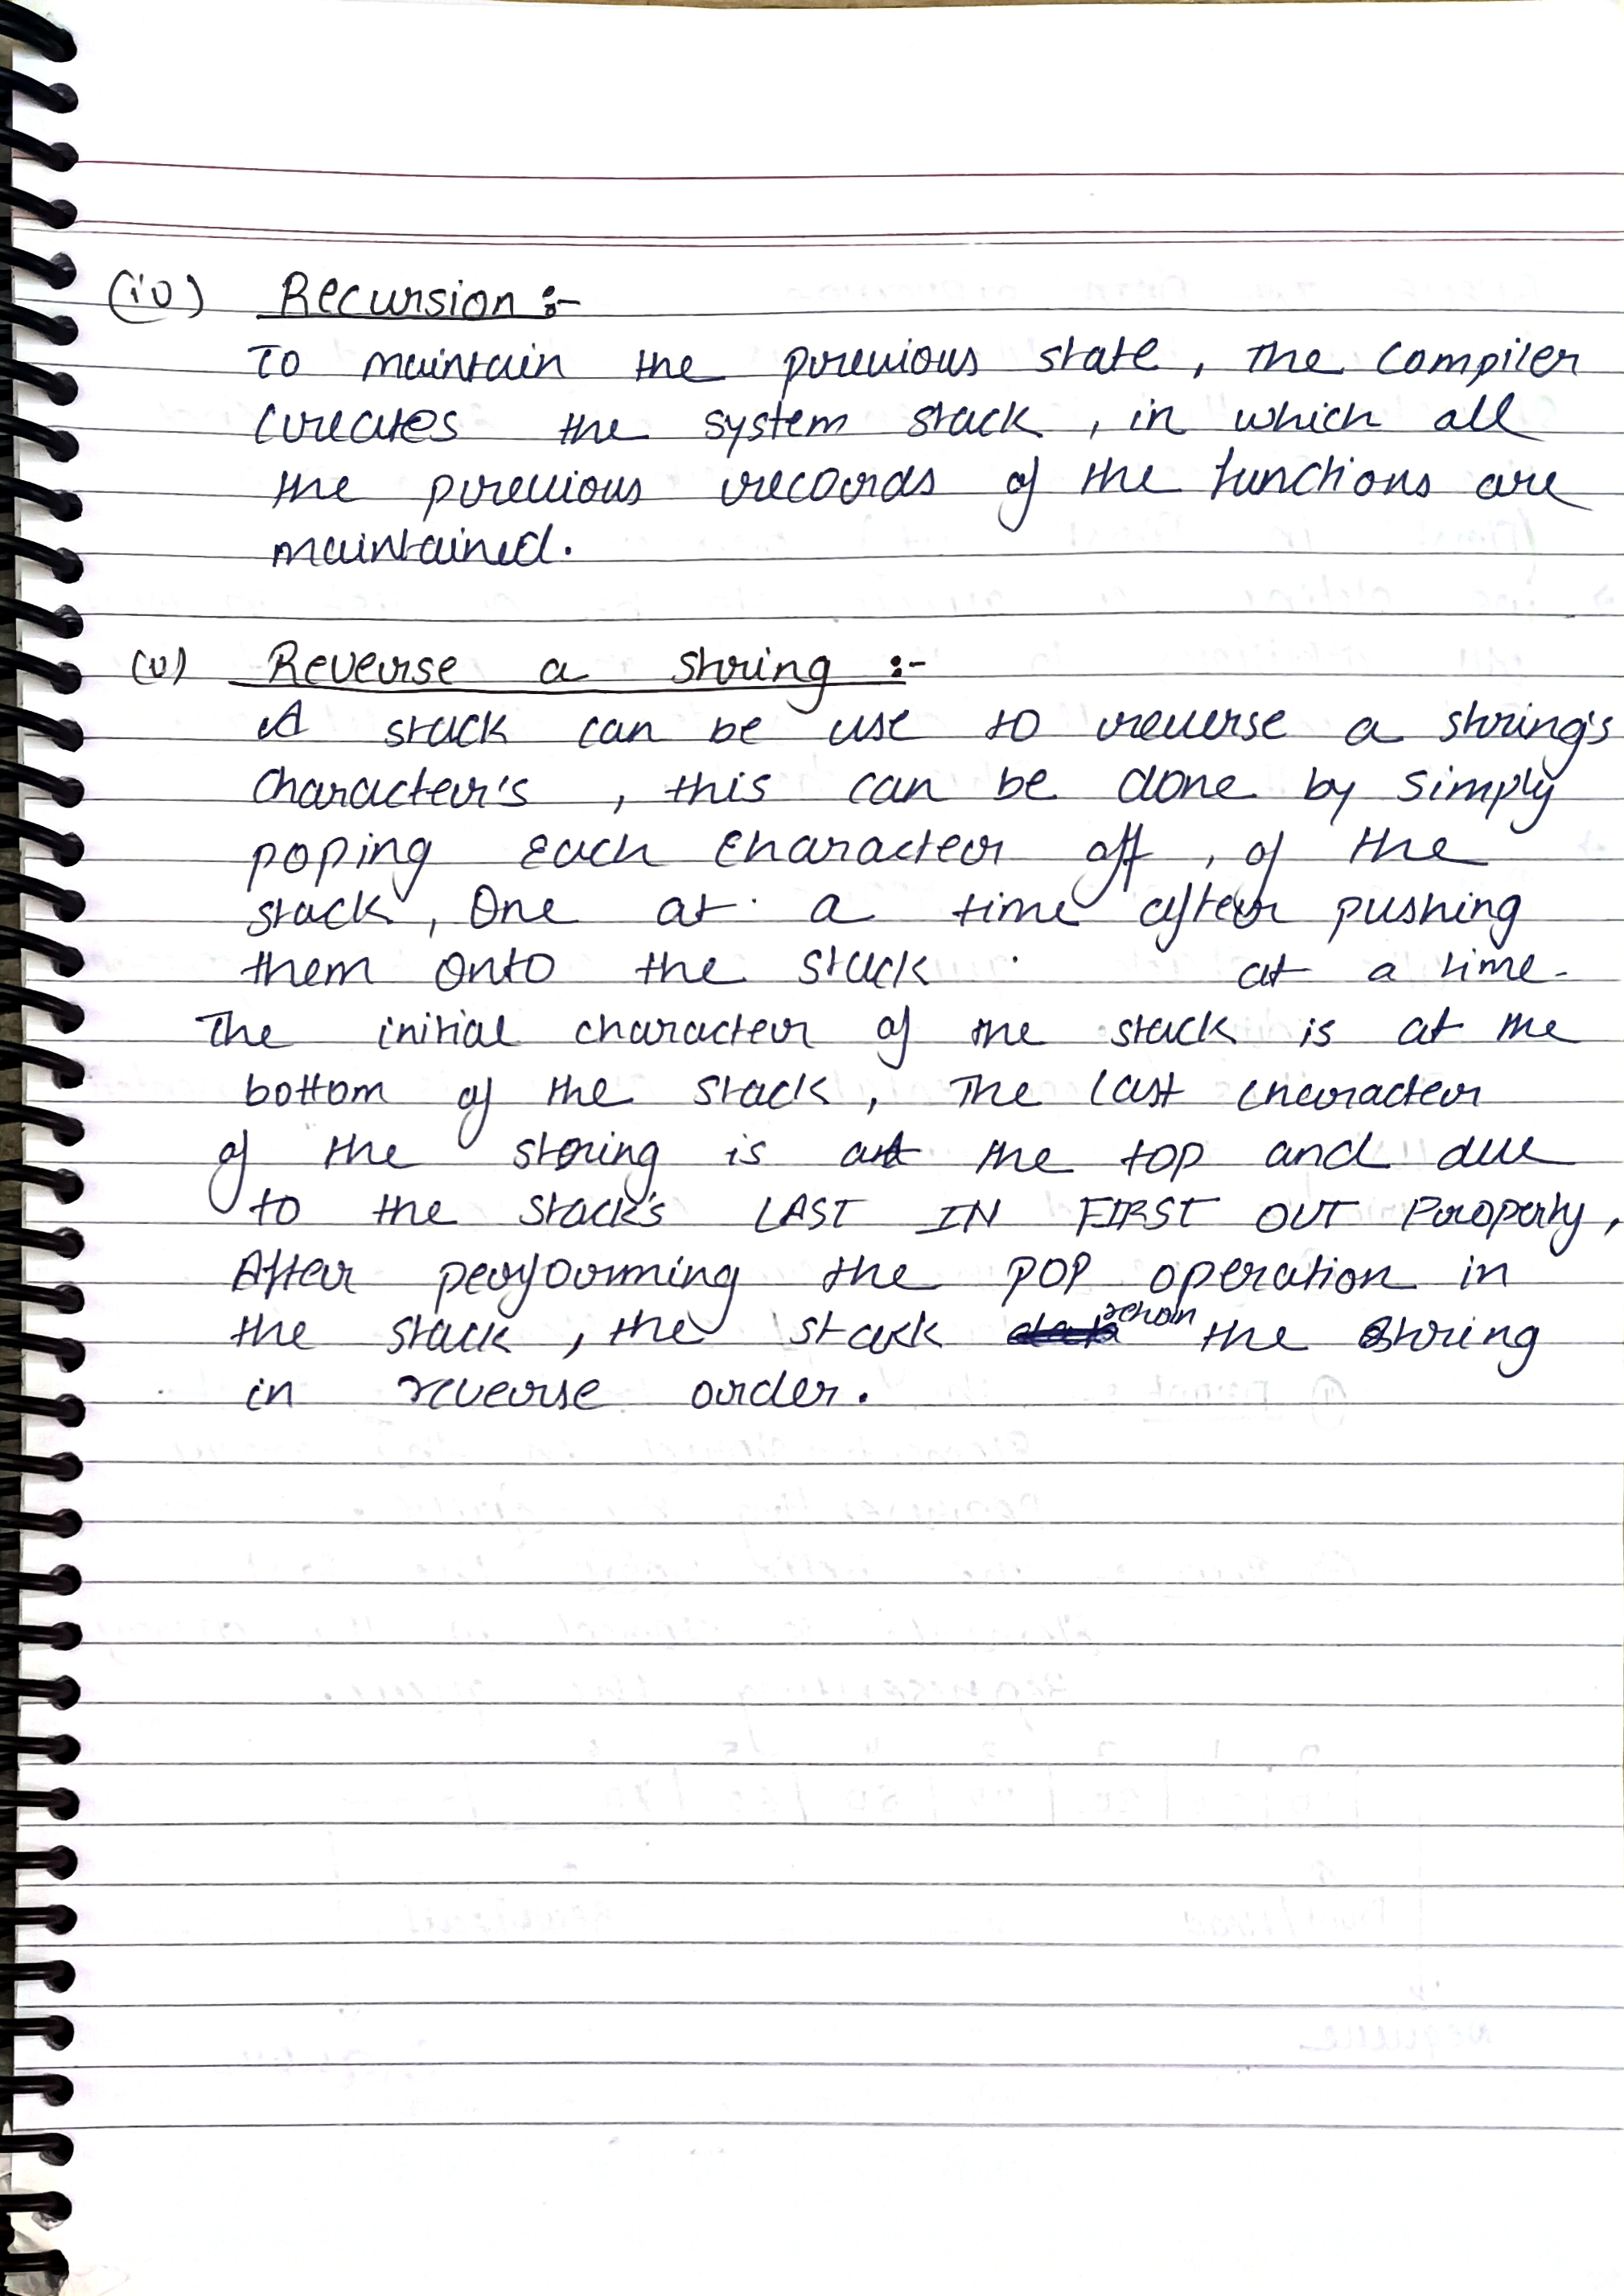 (iv) Recursion :-
To maintain the previous state, The compiler
creates the system stack, in which all
the previous records of the functions are
maintained.
(v) Reverse a string :-
A stack can be use to reverse a string's
character's, this can be done by simply
poping each character off, of the
stack, One at a time after pushing
them onto the stack at a time.
The initial character of the stack is at the
bottom of the stack, The last character
of the string is at the top and due
to the stack's LAST IN FIRST OUT Property,
After performing the POP operation in
the stack, the stack the string
in reverse order.